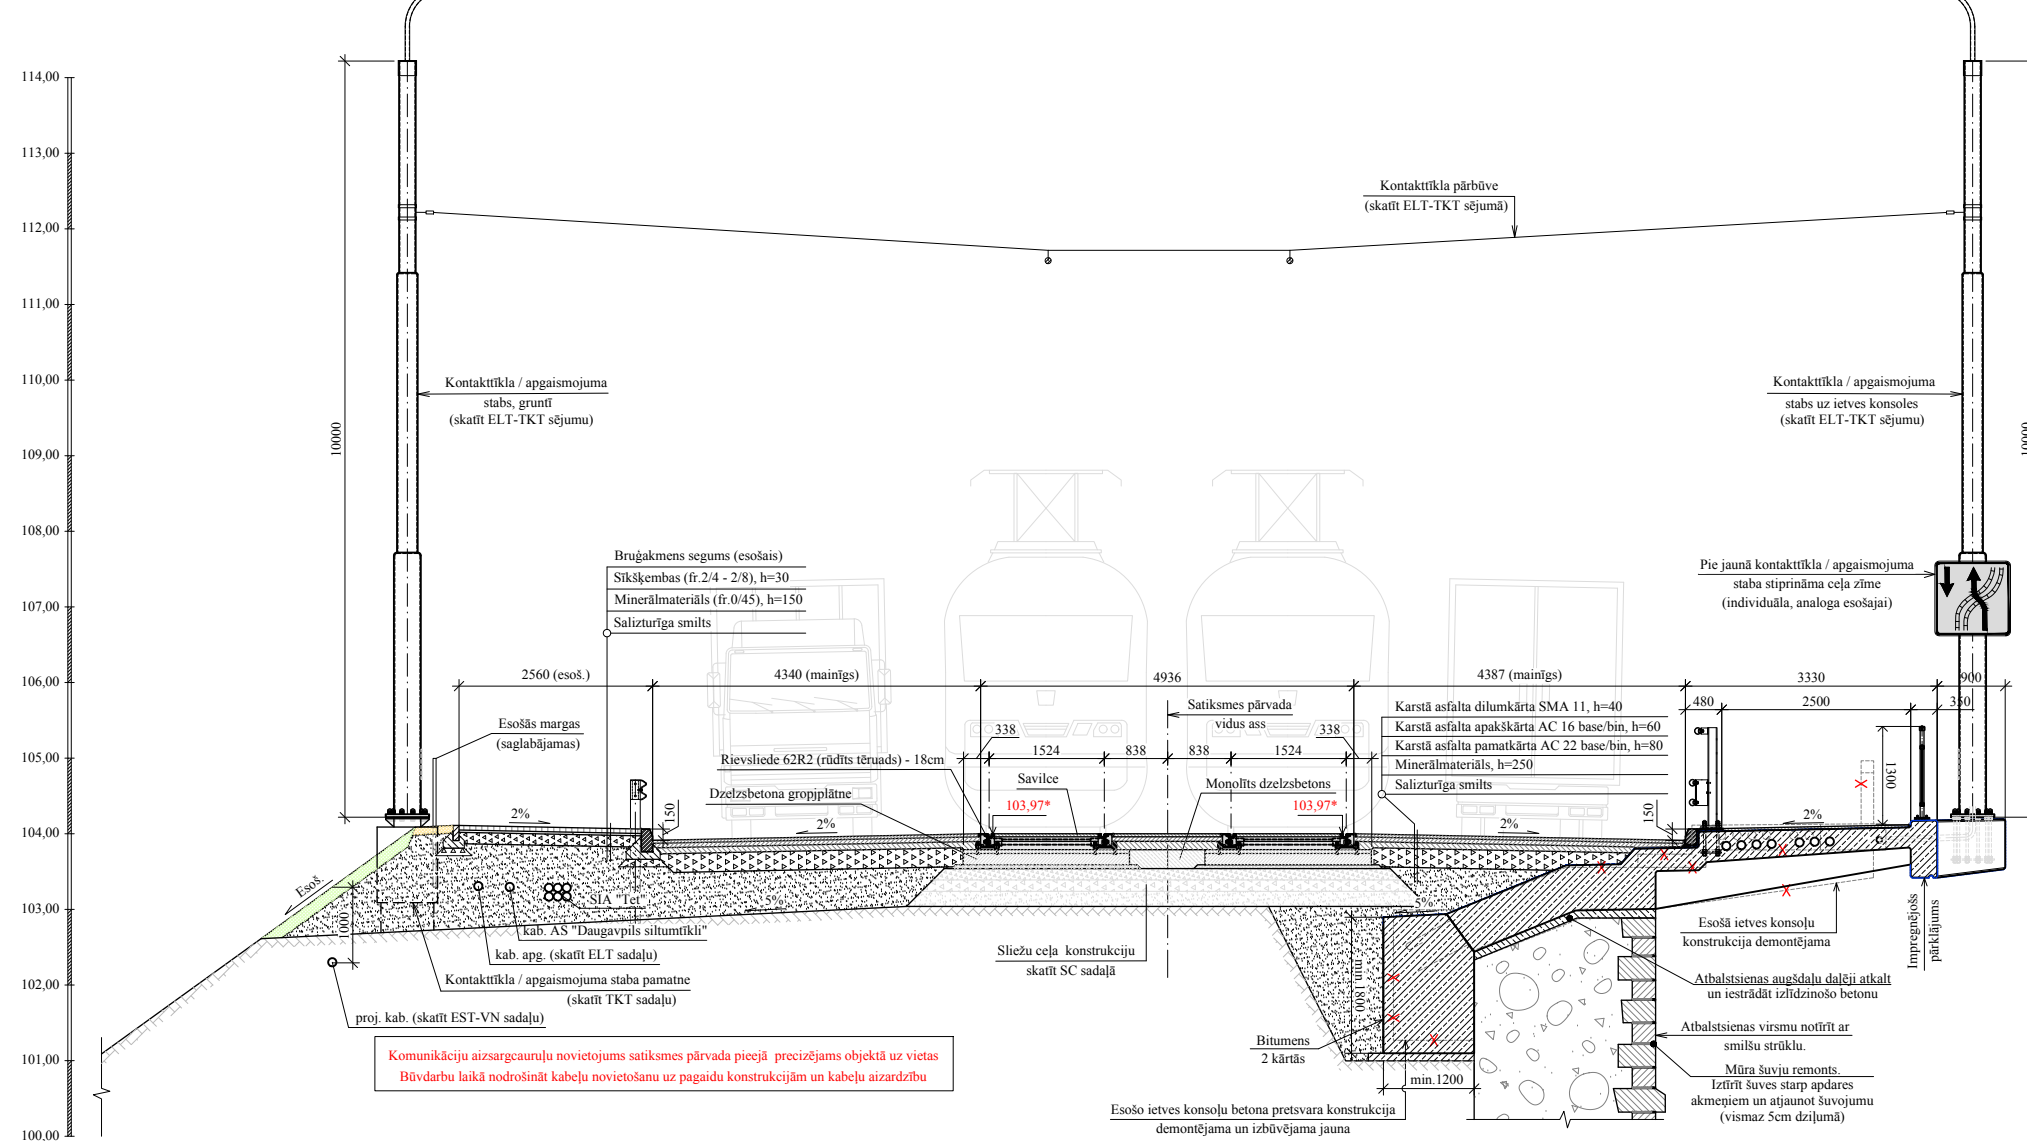 114,00
113,00
112,00
111,00
110,00
109,00
108,00
107,00
106,00
105,00
104,00
103,00
102,00
101,00
100,00
10000
Kontakttīkla pārbūve
(skatīt ELT-TKT sējumā)
Kontakttīkla / apgaismojuma
stabs, gruntī
(skatīt ELT-TKT sējumu)
Kontakttīkla / apgaismojuma
stabs uz ietves konsoles
(skatīt ELT-TKT sējumu)
10000
Bruģakmens segums (esošais)
Sīkšķembas (fr.2/4 - 2/8), h=30
Minerālmateriāls (fr.0/45), h=150
Salizturīga smilts
Pie jaunā kontakttīkla / apgaismojuma
staba stiprināma ceļa zīme
(individuāla, analoga esošajai)
2560 (esoš.)
4340 (mainīgs)
4936
4387 (mainīgs)
3330
900
480
2500
350
Esošās margas
(saglabājamas)
Satiksmes pārvada
vidus ass
338
1524
838
838
1524
338
Karstā asfalta dilumkārta SMA 11, h=40
Karstā asfalta apakškārta AC 16 base/bin, h=60
Karstā asfalta pamatkārta AC 22 base/bin, h=80
Minerālmateriāls, h=250
Salizturīga smilts
Rievsliede 62R2 (rūdīts tēruads) - 18cm
Savilce
Monolīts dzelzsbetons
Dzelzsbetona gropjplātne
103,97*
103,97*
150
150
1300
2%
2%
2%
2%
5%
5%
Esoš.
1000
SIA "Tet"
kab. AS "Daugavpils siltumtīkli"
kab. apg. (skatīt ELT sadaļu)
Kontakttīkla / apgaismojuma staba pamatne
(skatīt TKT sadaļu)
proj. kab. (skatīt EST-VN sadaļu)
Sliežu ceļa konstrukciju
skatīt SC sadaļā
min.1800
Bitumens
2 kārtās
min.1200
Esošo ietves konsoļu betona pretsvara konstrukcija
demontējama un izbūvējama jauna
Esošā ietves konsoļu
konstrukcija demontējama
Impregnējošs
pārklājums
Atbalstsienas augšdaļu daļēji atkalt
un iestrādāt izlīdzinošo betonu
Atbalstsienas virsmu notīrīt ar
smilšu strūklu.
Mūra šuvju remonts.
Iztīrīt šuves starp apdares
akmeņiem un atjaunot šuvojumu
(vismaz 5cm dziļumā)
Komunikāciju aizsargcauruļu novietojums satiksmes pārvada pieejā precizējams objektā uz vietas
Būvdarbu laikā nodrošināt kabeļu novietošanu uz pagaidu konstrukcijām un kabeļu aizardzību